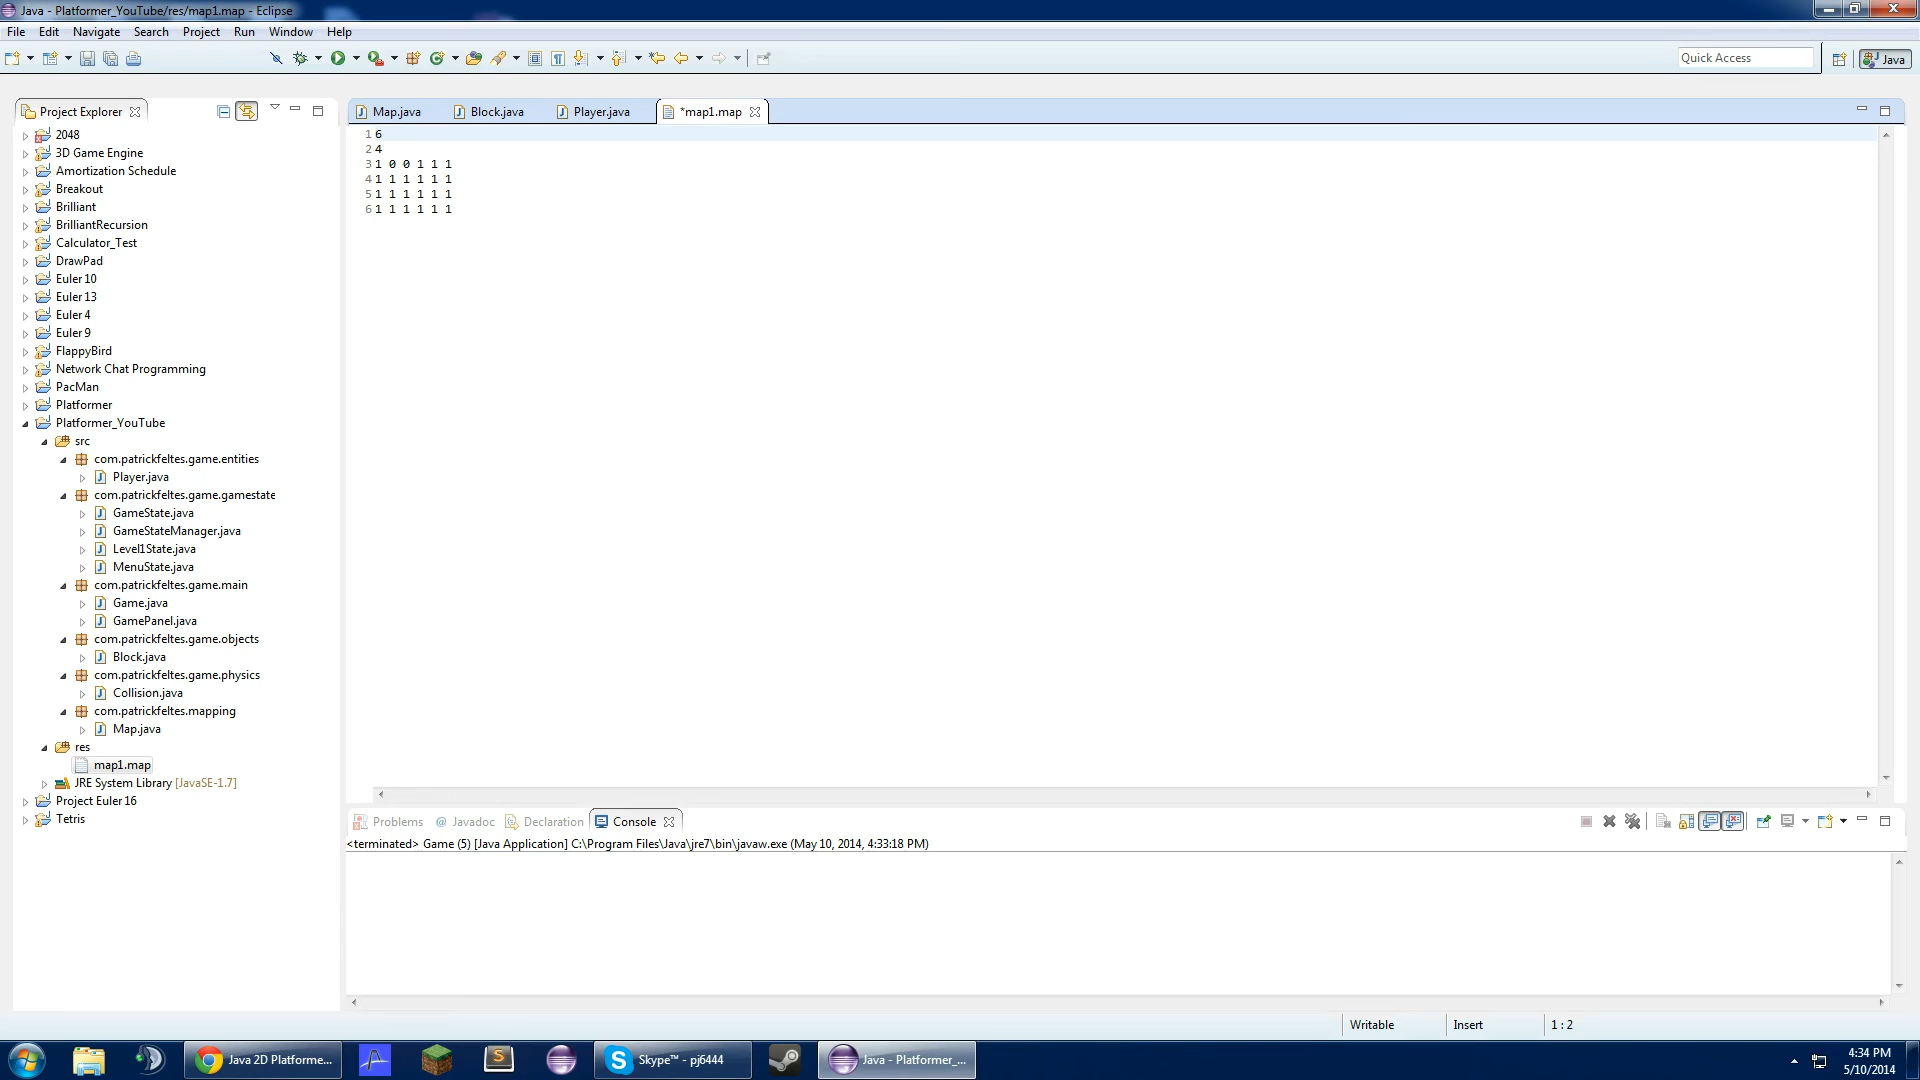 Java - Platformer_YouTube/res/map1.map - Eclipse
File Edit Navigate Search Project Run Window Help
Quick Access
Java
Project Explorer
Map.java Block.java Player.java *map1.map
2048
3D Game Engine
Amortization Schedule
Breakout
Brilliant
BrilliantRecursion
Calculator_Test
DrawPad
Euler 10
Euler 13
Euler 4
Euler 9
FlappyBird
Network Chat Programming
PacMan
Platformer
Platformer_YouTube
src
com.patrickfeltes.game.entities
Player.java
com.patrickfeltes.game.gamestate
GameState.java
GameStateManager.java
Level1State.java
MenuState.java
com.patrickfeltes.game.main
Game.java
GamePanel.java
com.patrickfeltes.game.objects
Block.java
com.patrickfeltes.game.physics
Collision.java
com.patrickfeltes.mapping
Map.java
res
map1.map
JRE System Library [JavaSE-1.7]
Project Euler 16
Tetris
1 6
2 4
3 1 0 0 1 1 1
4 1 1 1 1 1 1
5 1 1 1 1 1 1
6 1 1 1 1 1 1
Problems @ Javadoc Declaration Console
<terminated> Game (5) [Java Application] C:\Program Files\Java\jre7\bin\javaw.exe (May 10, 2014, 4:33:18 PM)
Writable Insert 1 : 2
Java 2D Platforme...
Skype™ - pj6444
Java - Platformer_...
4:34 PM
5/10/2014